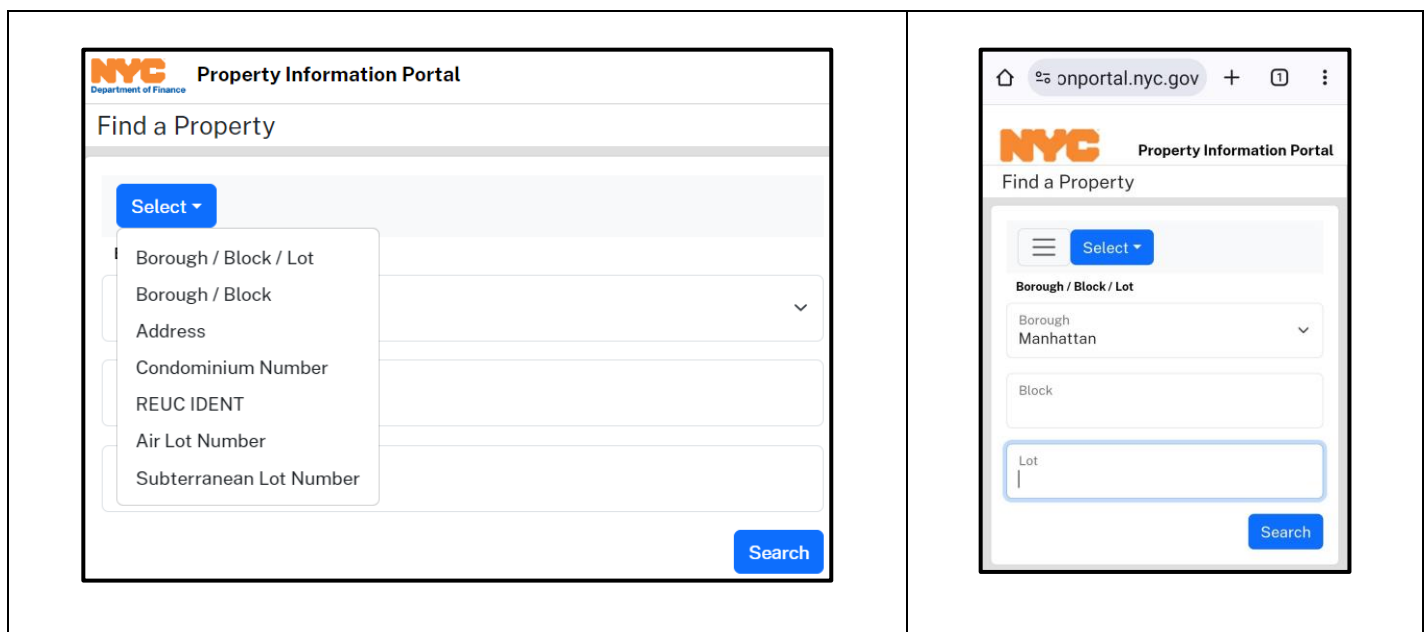 NYC
Department of Finance
Property Information Portal
Find a Property
Select
Borough / Block / Lot
Borough / Block
Address
Condominium Number
REUC IDENT
Air Lot Number
Subterranean Lot Number
Search
onportal.nyc.gov
1
NYC
Property Information Portal
Find a Property
Select
Borough / Block / Lot
Borough
Manhattan
Block
Lot
Search